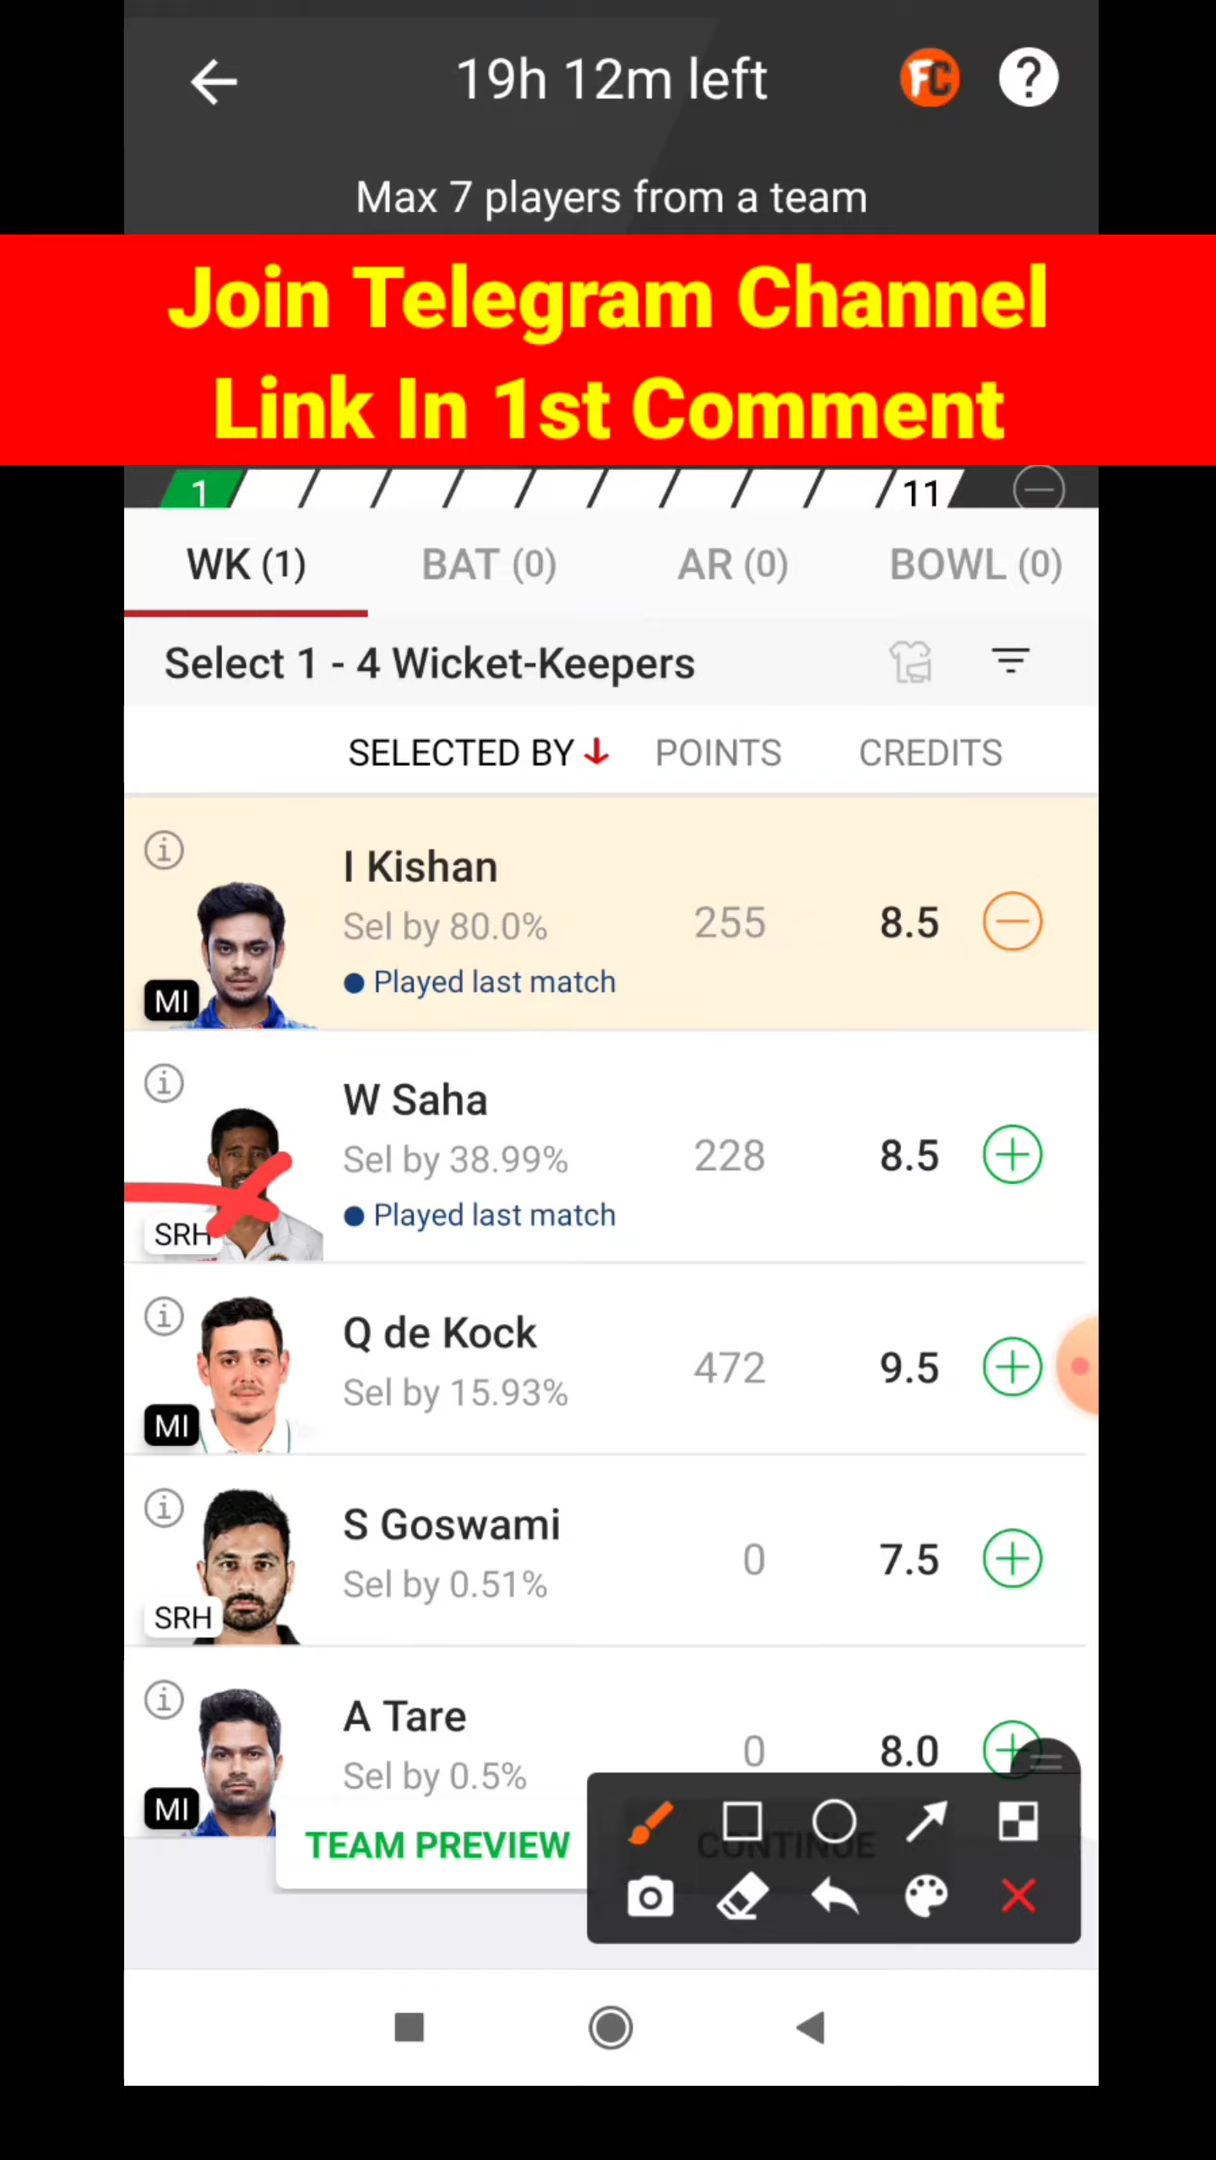 19h 12m left
FC
?
Max 7 players from a team
Join Telegram Channel
Link In 1st Comment
1
11
WK (1)
BAT (0)
AR (0)
BOWL (0)
Select 1 - 4 Wicket-Keepers
SELECTED BY
POINTS
CREDITS
I Kishan
Sel by 80.0%
255
8.5
Played last match
MI
W Saha
Sel by 38.99%
228
8.5
Played last match
SRH
Q de Kock
Sel by 15.93%
472
9.5
MI
S Goswami
Sel by 0.51%
0
7.5
SRH
A Tare
Sel by 0.5%
0
8.0
MI
TEAM PREVIEW
CONTINUE